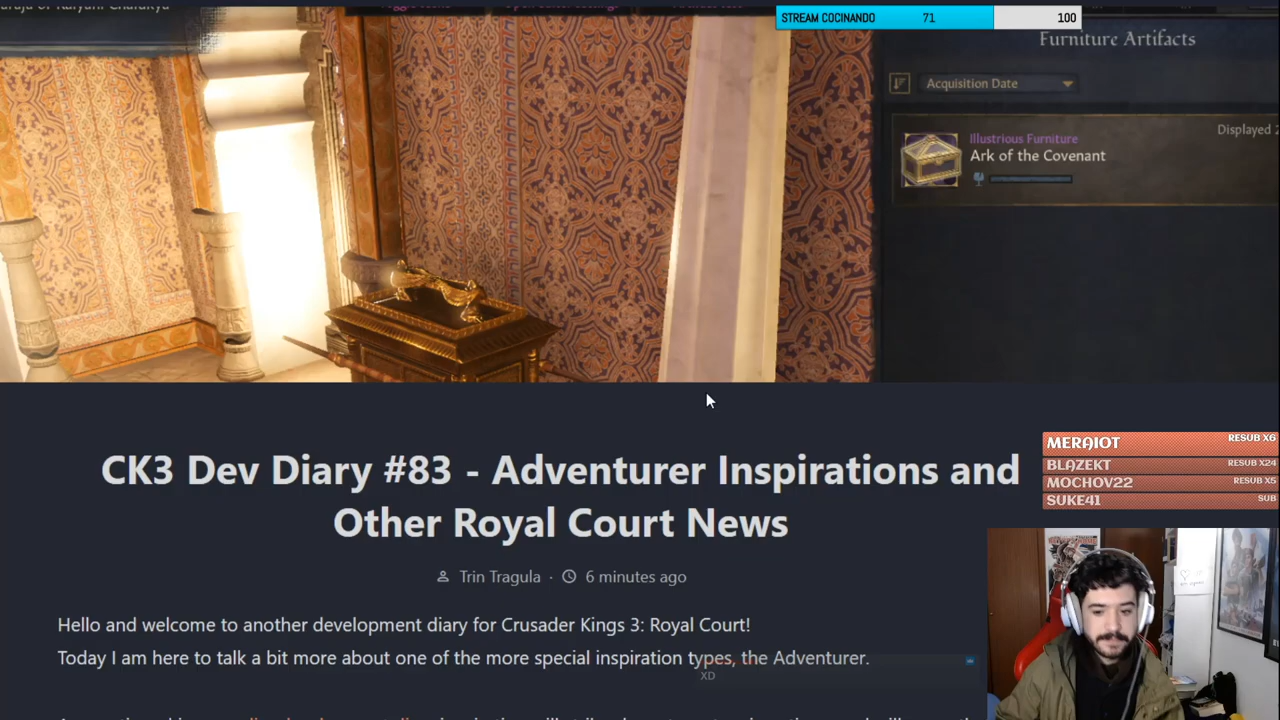 STREAM COCINANDO 71 100
Furniture Artifacts
Acquisition Date
Displayed
Illustrious Furniture
Ark of the Covenant
MERAIOT RESUB X6
BLAZEKT RESUB X24
MOCHOV22 RESUB X5
SUKE41 SUB
CK3 Dev Diary #83 - Adventurer Inspirations and
Other Royal Court News
Trin Tragula · 6 minutes ago
Hello and welcome to another development diary for Crusader Kings 3: Royal Court!
Today I am here to talk a bit more about one of the more special inspiration types, the Adventurer.
XD